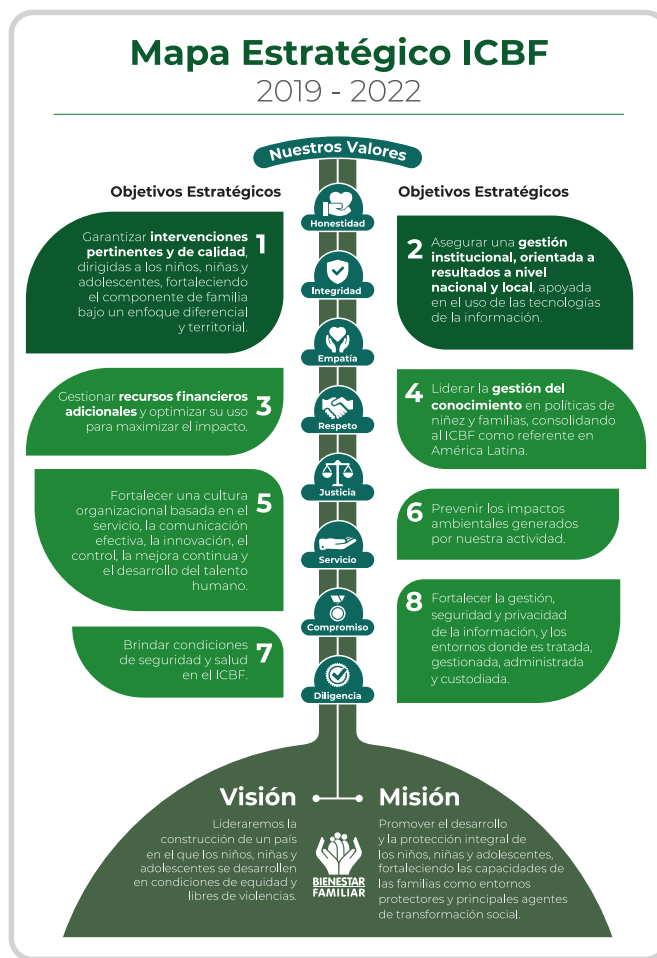 Mapa Estratégico ICBF
2019 - 2022
Nuestros Valores
Objetivos Estratégicos
Objetivos Estratégicos
Honestidad
Integridad
Empatía
Respeto
Justicia
Servicio
Compromiso
Diligencia
1
Garantizar intervenciones
pertinentes y de calidad,
dirigidas a los niños, niñas y
adolescentes, fortaleciendo
el componente de familia
bajo un enfoque diferencial
y territorial.
2
Asegurar una gestión
institucional, orientada a
resultados a nivel
nacional y local, apoyada
en el uso de las tecnologías
de la información.
3
Gestionar recursos financieros
adicionales y optimizar su uso
para maximizar el impacto.
4
Liderar la gestión del
conocimiento en políticas de
niñez y familias, consolidando
al ICBF como referente en
América Latina.
5
Fortalecer una cultura
organizacional basada en el
servicio, la comunicación
efectiva, la innovación, el
control, la mejora continua y
el desarrollo del talento
humano.
6
Prevenir los impactos
ambientales generados
por nuestra actividad.
7
Brindar condiciones
de seguridad y salud
en el ICBF.
8
Fortalecer la gestión,
seguridad y privacidad
de la información, y los
entornos donde es tratada,
gestionada, administrada
y custodiada.
Visión
Lideraremos la
construcción de un país
en el que los niños, niñas y
adolescentes se desarrollen
en condiciones de equidad y
libres de violencias.
BIENESTAR
FAMILIAR
Misión
Promover el desarrollo
y la protección integral de
los niños, niñas y adolescentes,
fortaleciendo las capacidades de
las familias como entornos
protectores y principales agentes
de transformación social.